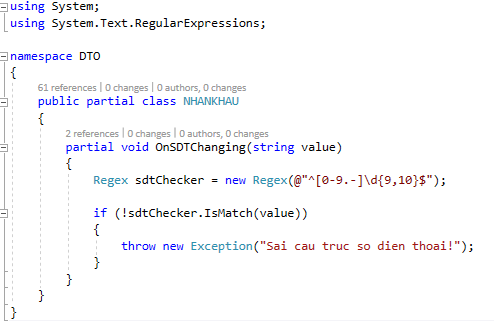 using System;
using System.Text.RegularExpressions;
namespace DTO
{
61 references | 0 changes | 0 authors, 0 changes
public partial class NHANKHAU
{
2 references | 0 changes | 0 authors, 0 changes
partial void OnSDTChanging(string value)
{
Regex sdtChecker = new Regex(@"^[0-9.-]\d{9,10}$");
if (!sdtChecker.IsMatch(value))
{
throw new Exception("Sai cau truc so dien thoai!");
}
}
}
}